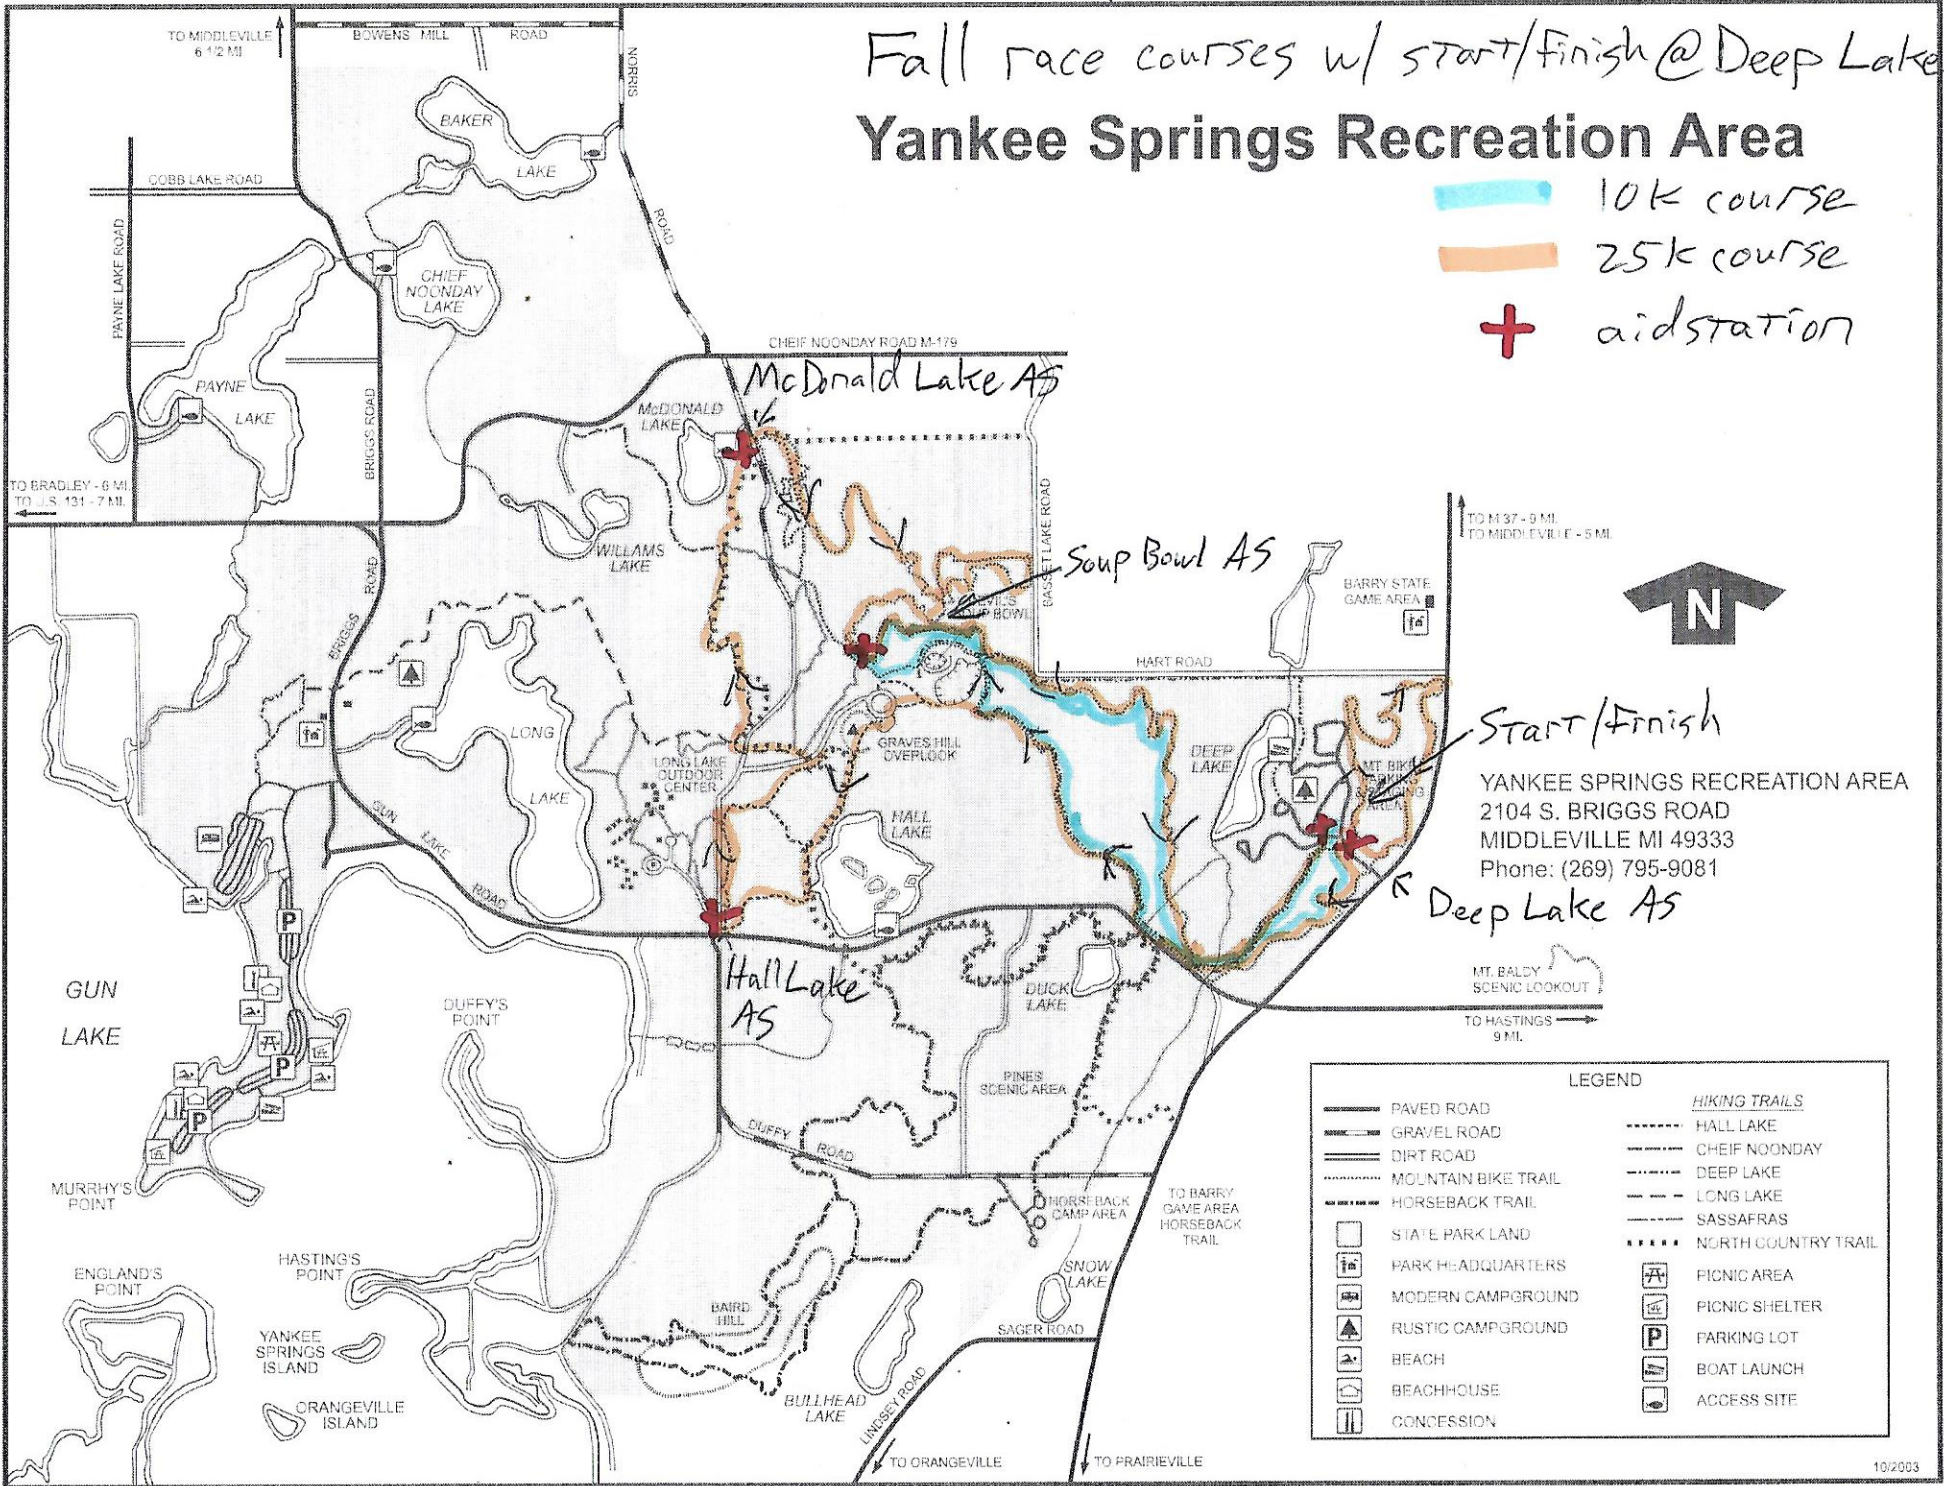 Fall race courses w/ start/finish @ Deep Lake
Yankee Springs Recreation Area
10K course
25K course
aidstation
TO MIDDLEVILLE
6 1/2 MI
BOWENS MILL ROAD
NORRIS
ROAD
BAKER
LAKE
COBB LAKE ROAD
PAYNE LAKE ROAD
CHIEF
NOONDAY
LAKE
PAYNE
LAKE
BRIGGS ROAD
CHEIF NOONDAY ROAD M-179
McDonald Lake AS
McDONALD
LAKE
TO BRADLEY - 6 MI.
TO U.S. 131 - 7 MI.
WILLAMS
LAKE
BASSET LAKE ROAD
Soup Bowl AS
DEVIL'S
SOUP BOWL
TO M 37 - 9 MI.
TO MIDDLEVILLE - 5 MI.
BARRY STATE
GAME AREA
N
BRIGGS
ROAD
HART ROAD
LONG
LAKE
LONG LAKE
OUTDOOR
CENTER
GRAVES HILL
OVERLOOK
DEEP
LAKE
MT. BIKE
PARKING
AREA
Start/Finish
YANKEE SPRINGS RECREATION AREA
2104 S. BRIGGS ROAD
MIDDLEVILLE MI 49333
Phone: (269) 795-9081
GUN
LAKE
ROAD
HALL
LAKE
Deep Lake AS
Hall Lake
AS
P
GUN
LAKE
DUFFY'S
POINT
DUCK
LAKE
MT. BALDY
SCENIC LOOKOUT
TO HASTINGS
9 MI.
P
P
PINES
SCENIC AREA
DUFFY
ROAD
MURRHY'S
POINT
HORSEBACK
CAMP AREA
TO BARRY
GAME AREA
HORSEBACK
TRAIL
HASTING'S
POINT
ENGLAND'S
POINT
SNOW
LAKE
BAIRD
HILL
YANKEE
SPRINGS
ISLAND
SAGER ROAD
ORANGEVILLE
ISLAND
BULLHEAD
LAKE
LINDSEY ROAD
TO ORANGEVILLE
TO PRAIRIEVILLE
LEGEND
PAVED ROAD
GRAVEL ROAD
DIRT ROAD
MOUNTAIN BIKE TRAIL
HORSEBACK TRAIL
STATE PARK LAND
PARK HEADQUARTERS
MODERN CAMPGROUND
RUSTIC CAMPGROUND
BEACH
BEACHHOUSE
CONCESSION
HIKING TRAILS
HALL LAKE
CHEIF NOONDAY
DEEP LAKE
LONG LAKE
SASSAFRAS
NORTH COUNTRY TRAIL
PICNIC AREA
PICNIC SHELTER
P
PARKING LOT
BOAT LAUNCH
ACCESS SITE
10/2003